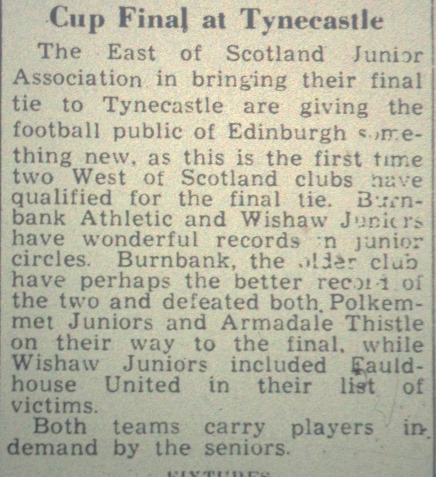 Cup Final at Tynecastle
The East of Scotland Junior
Association in bringing their final
tie to Tynecastle are giving the
football public of Edinburgh some-
thing new, as this is the first time
two West of Scotland clubs have
qualified for the final tie. Burn-
bank Athletic and Wishaw Juniors
have wonderful records in junior
circles. Burnbank, the older club
have perhaps the better record of
the two and defeated both Polkem-
met Juniors and Armadale Thistle
on their way to the final, while
Wishaw Juniors included Fauld-
house United in their list of
victims.
Both teams carry players in
demand by the seniors.
FIXTURES